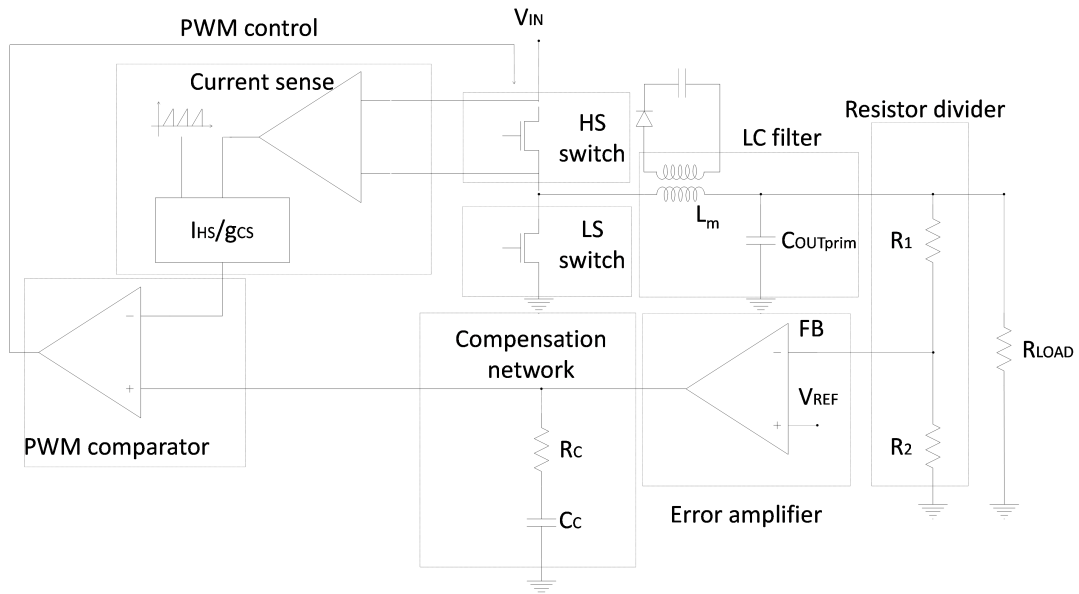 VIN
PWM control
Current sense
HS
switch
Resistor divider
LC filter
Lm
IHS/gCS
LS
switch
COUTprim
R1
−
FB
Compensation
network
−
RLOAD
+
VREF
+
PWM comparator
RC
R2
Error amplifier
CC